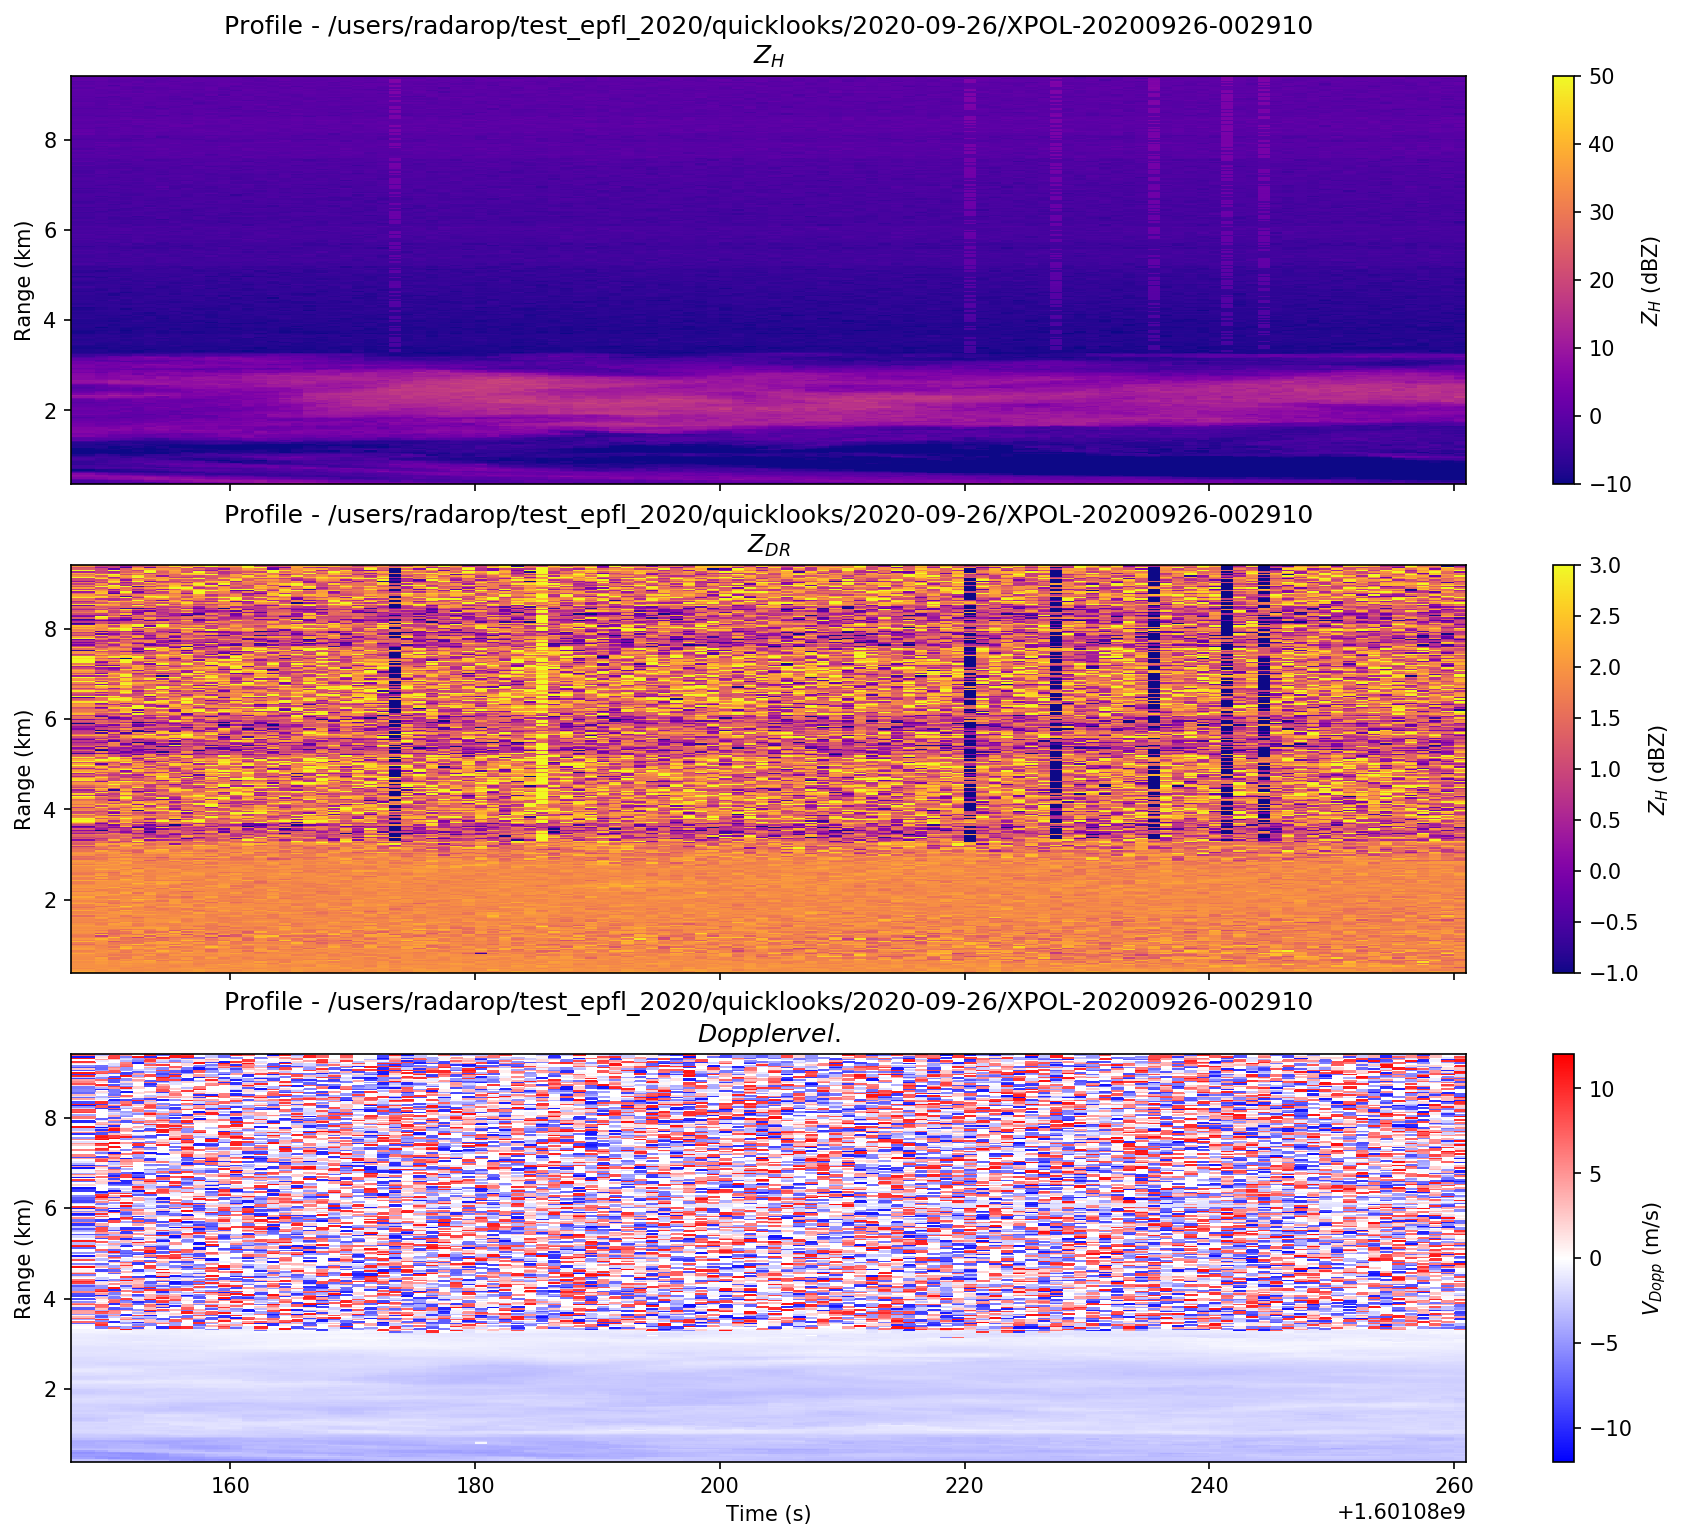 Profile - /users/radarop/test_epfl_2020/quicklooks/2020-09-26/XPOL-20200926-002910
Z_H
8
6
4
2
Range (km)
50
40
30
20
10
0
−10
Z_H (dBZ)
Profile - /users/radarop/test_epfl_2020/quicklooks/2020-09-26/XPOL-20200926-002910
Z_DR
8
6
4
2
Range (km)
3.0
2.5
2.0
1.5
1.0
0.5
0.0
−0.5
−1.0
Z_H (dBZ)
Profile - /users/radarop/test_epfl_2020/quicklooks/2020-09-26/XPOL-20200926-002910
Dopplervel.
8
6
4
2
Range (km)
10
5
0
−5
−10
V_Dopp (m/s)
160 180 200 220 240 260
Time (s)
+1.60108e9